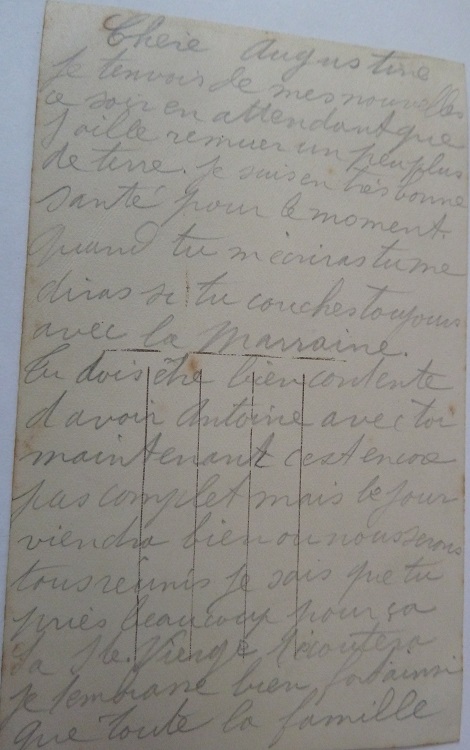 Cheie Augustine
Je tenvois de mes nouvelles
ce soir en attendant que
jaille remuer un peu plus
de terre. je suis en très bonne
santé pour le moment.
quand tu m'écriras tu me
diras si tu couches toujours
avec la Marraine.
Tu dois être bien contente
d'avoir Antoine avec toi
maintenant c'est encore
pas complet mais le jour
viendra bien ou nous serons
tous réunis je sais que tu
pries beaucoup pour ça
la Ste Vierge t'écoutera
je t'embrasse bien fort ainsi
que toute la famille